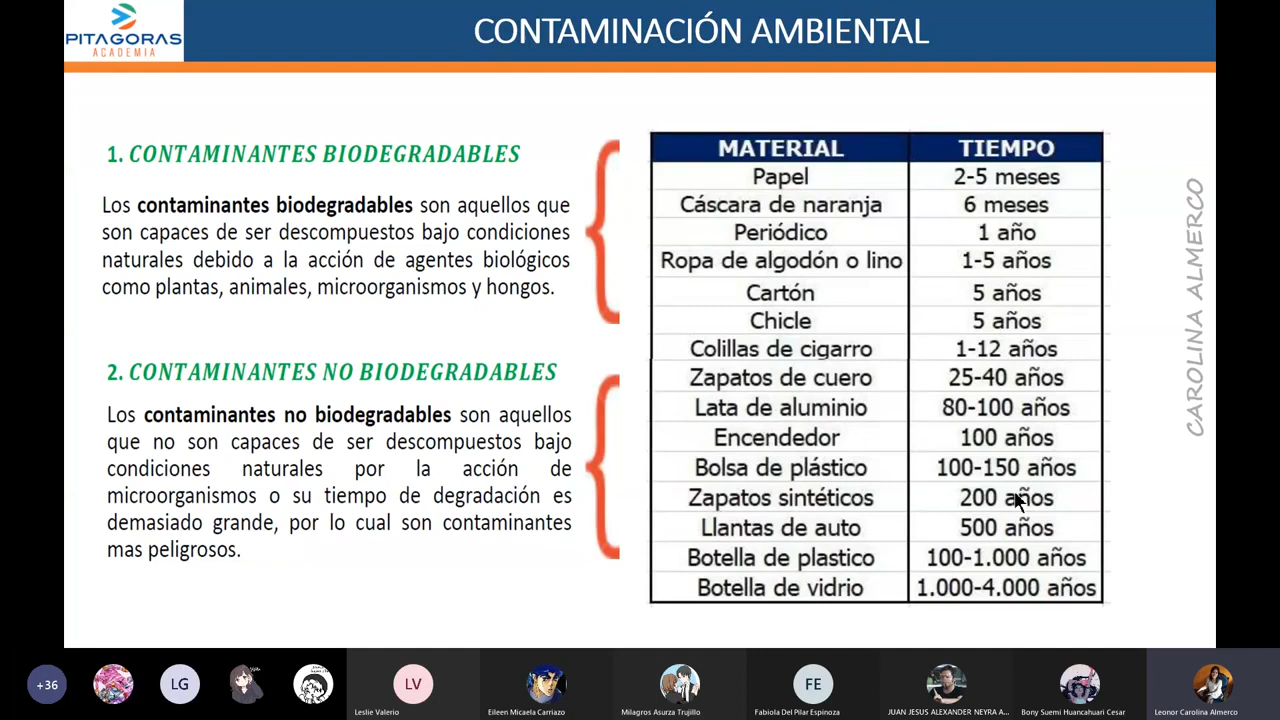 PITAGORAS
ACADEMIA
CONTAMINACIÓN AMBIENTAL
1. CONTAMINANTES BIODEGRADABLES
Los contaminantes biodegradables son aquellos que
son capaces de ser descompuestos bajo condiciones
naturales debido a la acción de agentes biológicos
como plantas, animales, microorganismos y hongos.
2. CONTAMINANTES NO BIODEGRADABLES
Los contaminantes no biodegradables son aquellos
que no son capaces de ser descompuestos bajo
condiciones naturales por la acción de
microorganismos o su tiempo de degradación es
demasiado grande, por lo cual son contaminantes
mas peligrosos.
MATERIAL TIEMPO
Papel 2-5 meses
Cáscara de naranja 6 meses
Periódico 1 año
Ropa de algodón o lino 1-5 años
Cartón 5 años
Chicle 5 años
Colillas de cigarro 1-12 años
Zapatos de cuero 25-40 años
Lata de aluminio 80-100 años
Encendedor 100 años
Bolsa de plástico 100-150 años
Zapatos sintéticos 200 años
Llantas de auto 500 años
Botella de plastico 100-1.000 años
Botella de vidrio 1.000-4.000 años
CAROLINA ALMERCO
+36
LG
LV
FE
Leslie Valerio
Eileen Micaela Carriazo
Milagros Asurza Trujillo
Fabiola Del Pilar Espinoza
JUAN JESUS ALEXANDER NEYRA A...
Bony Suemi Huancahuari Cesar
Leonor Carolina Almerco